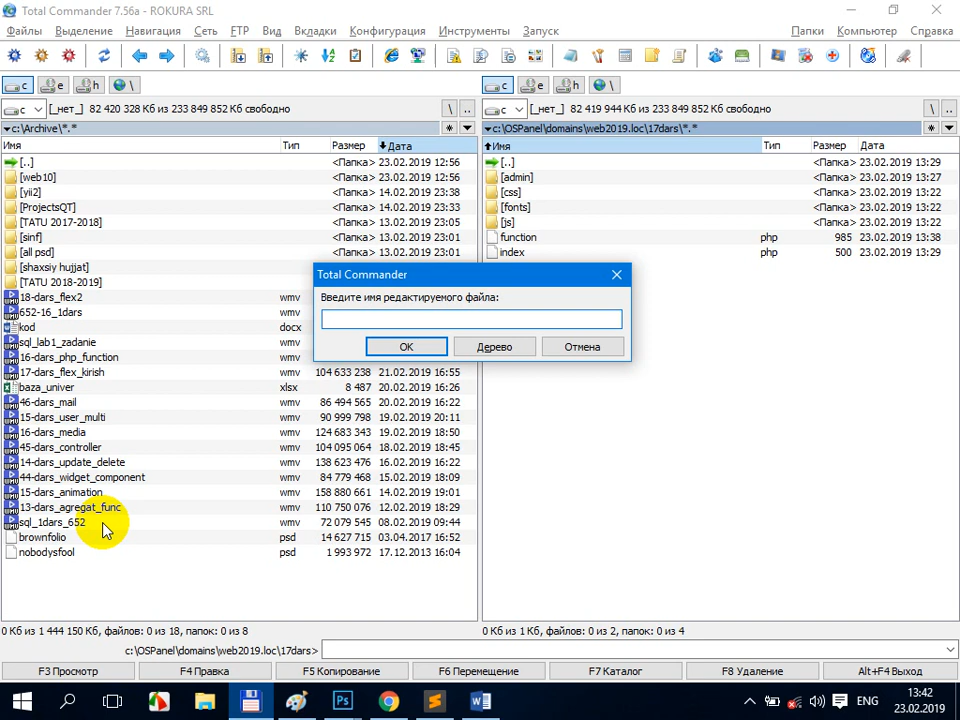 Total Commander 7.56a - ROKURA SRL
Файлы Выделение Навигация Сеть FTP Вид Вкладки Конфигурация Инструменты Запуск Папки Компьютер Справка
c e h \ c e h \
c [_нет_] 82 420 328 Кб из 233 849 852 Кб свободно \ .. c [_нет_] 82 419 944 Кб из 233 849 852 Кб свободно \ ..
c:\Archive\*.* * c:\OSPanel\domains\web2019.loc\17dars\*.* *
Имя Тип Размер Дата Имя Тип Размер Дата
[..] <Папка> 23.02.2019 12:56 [..] <Папка> 23.02.2019 13:29
[web10] <Папка> 23.02.2019 12:56 [admin] <Папка> 23.02.2019 13:27
[yii2] <Папка> 14.02.2019 23:38 [css] <Папка> 23.02.2019 13:22
[ProjectsQT] <Папка> 14.02.2019 23:33 [fonts] <Папка> 23.02.2019 13:22
[TATU 2017-2018] <Папка> 13.02.2019 23:05 [js] <Папка> 23.02.2019 13:22
[sinf] <Папка> 13.02.2019 23:01 function php 985 23.02.2019 13:38
[all psd] <Папка> 13.02.2019 23:01 index php 500 23.02.2019 13:29
[shaxsiy hujjat]
[TATU 2018-2019]
18-dars_flex2 wmv
652-16_1dars wmv
kod docx
sql_lab1_zadanie wmv
16-dars_php_function wmv
17-dars_flex_kirish wmv 104 633 238 21.02.2019 16:55
baza_univer xlsx 8 487 20.02.2019 16:26
46-dars_mail wmv 86 494 565 20.02.2019 16:22
15-dars_user_multi wmv 90 999 798 19.02.2019 20:11
16-dars_media wmv 124 683 343 19.02.2019 18:50
45-dars_controller wmv 104 095 064 18.02.2019 18:45
14-dars_update_delete wmv 138 623 476 16.02.2019 16:22
44-dars_widget_component wmv 84 779 468 15.02.2019 18:09
15-dars_animation wmv 158 880 661 14.02.2019 19:01
13-dars_agregat_func wmv 110 750 076 12.02.2019 18:29
sql_1dars_652 wmv 72 079 545 08.02.2019 09:44
brownfolio psd 14 627 715 03.04.2017 16:52
nobodysfool psd 1 993 972 17.12.2013 16:04
Total Commander
Введите имя редактируемого файла:
OK Дерево Отмена
0 Кб из 1 444 150 Кб, файлов: 0 из 18, папок: 0 из 8 0 Кб из 1 Кб, файлов: 0 из 2, папок: 0 из 4
c:\OSPanel\domains\web2019.loc\17dars>
F3 Просмотр F4 Правка F5 Копирование F6 Перемещение F7 Каталог F8 Удаление Alt+F4 Выход
Ps W ENG 13:42
23.02.2019